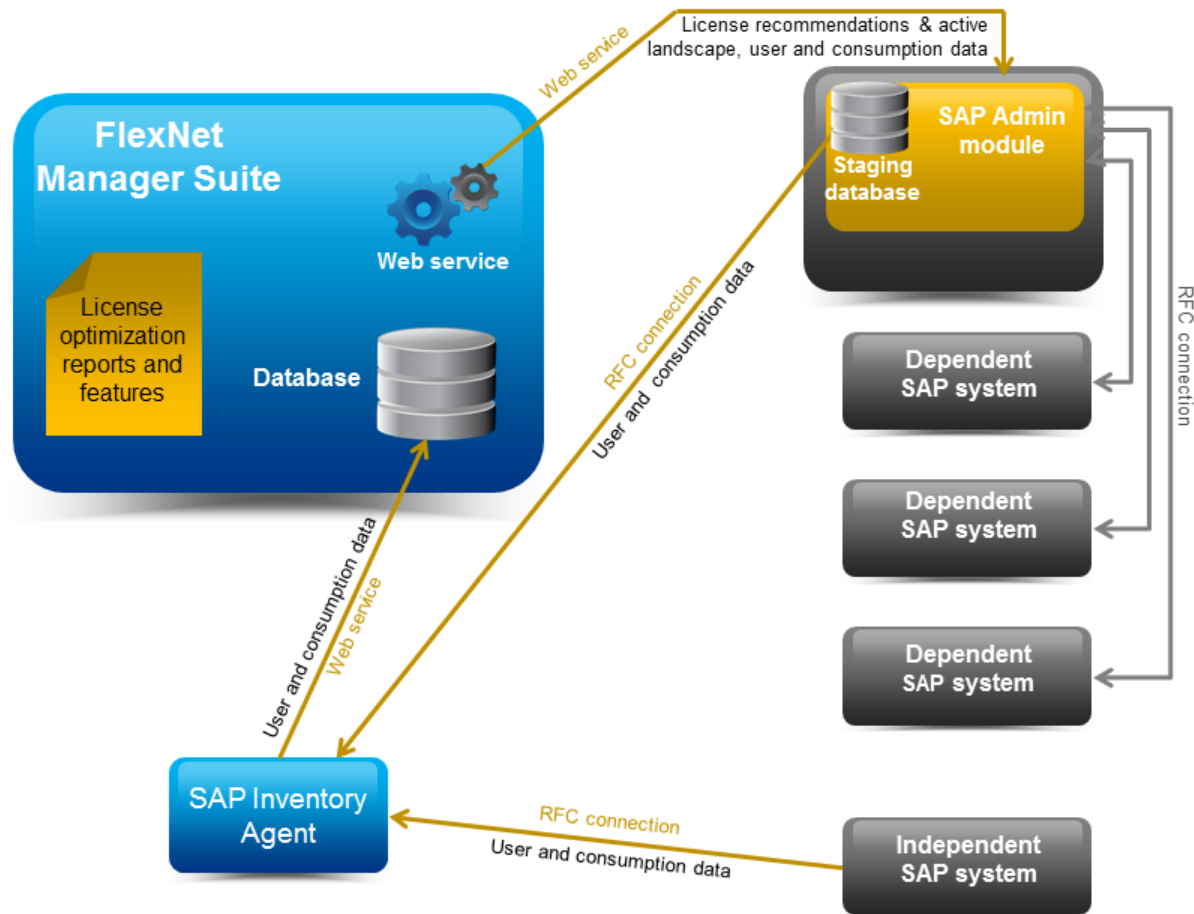 License recommendations & active
landscape, user and consumption data
Web service
FlexNet
Manager Suite
Web service
License
optimization
reports and
features
Database
SAP Admin
module
Staging
database
RFC connection
User and consumption data
RFC connection
Dependent
SAP system
Dependent
SAP system
Dependent
SAP system
User and consumption data
Web service
SAP Inventory
Agent
RFC connection
User and consumption data
Independent
SAP system